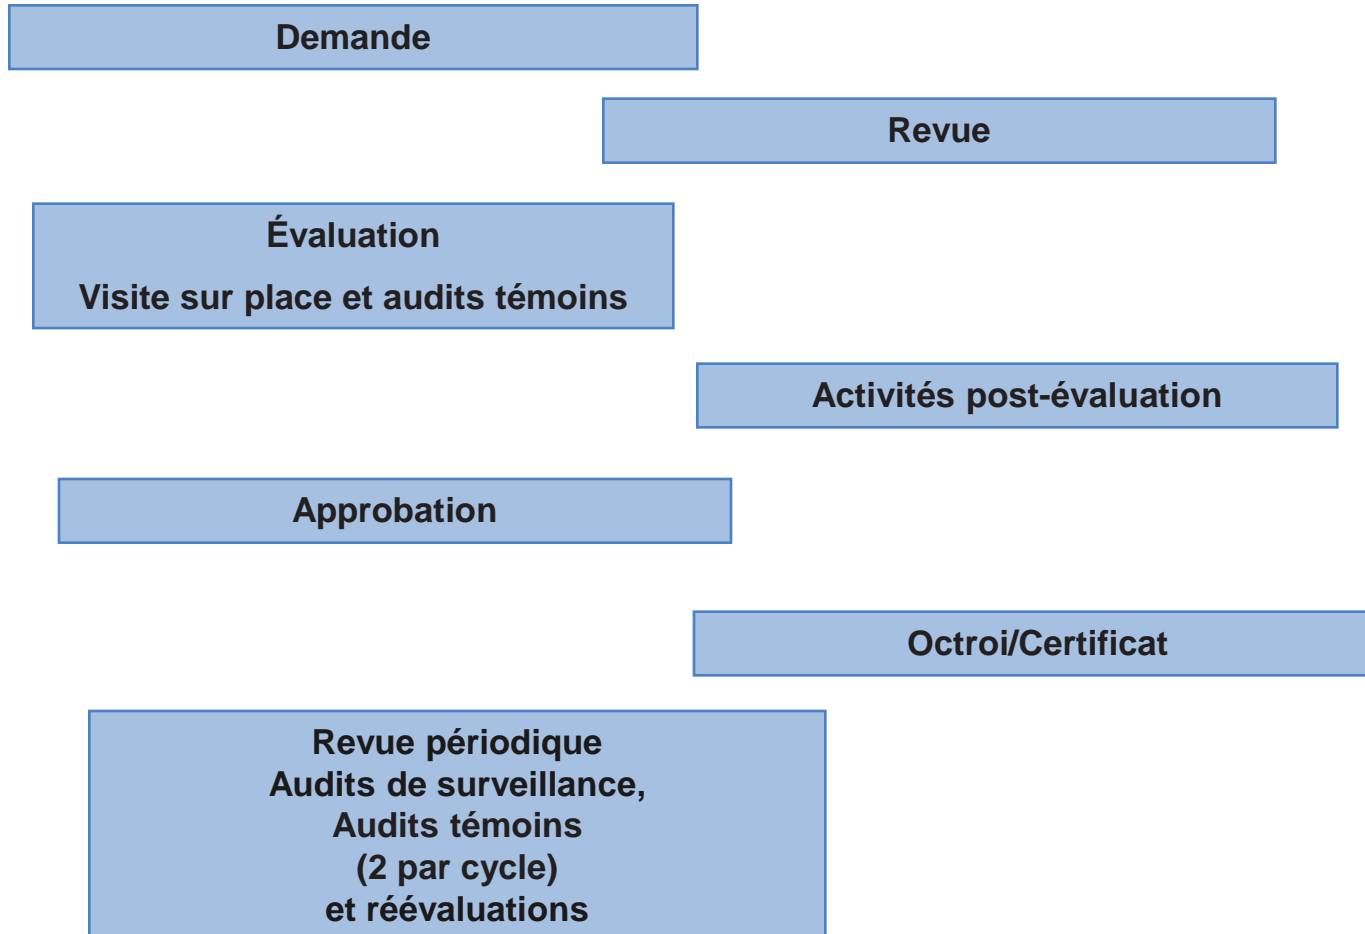 Demande
Revue
Évaluation
Visite sur place et audits témoins
Activités post-évaluation
Approbation
Octroi/Certificat
Revue périodique
Audits de surveillance,
Audits témoins
(2 par cycle)
et réévaluations